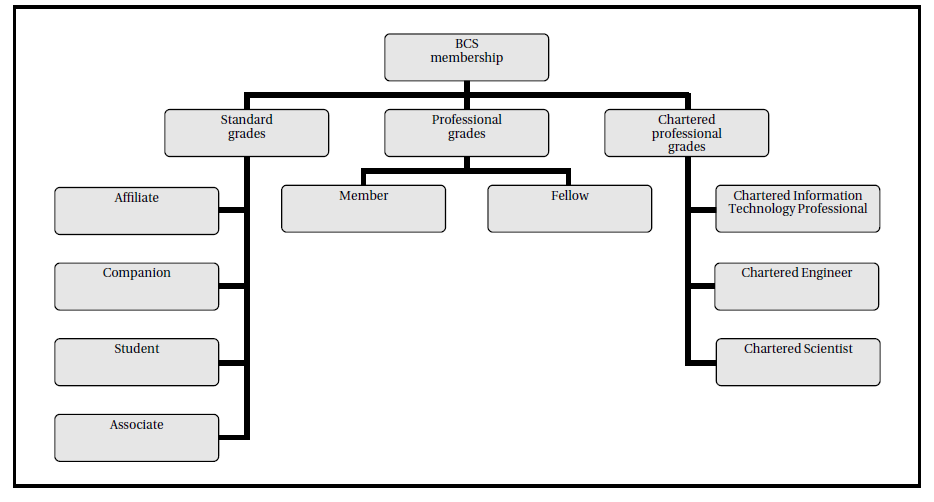 BCS
membership
Standard
grades
Professional
grades
Chartered
professional
grades
Affiliate
Member
Fellow
Chartered Information
Technology Professional
Companion
Chartered Engineer
Student
Chartered Scientist
Associate